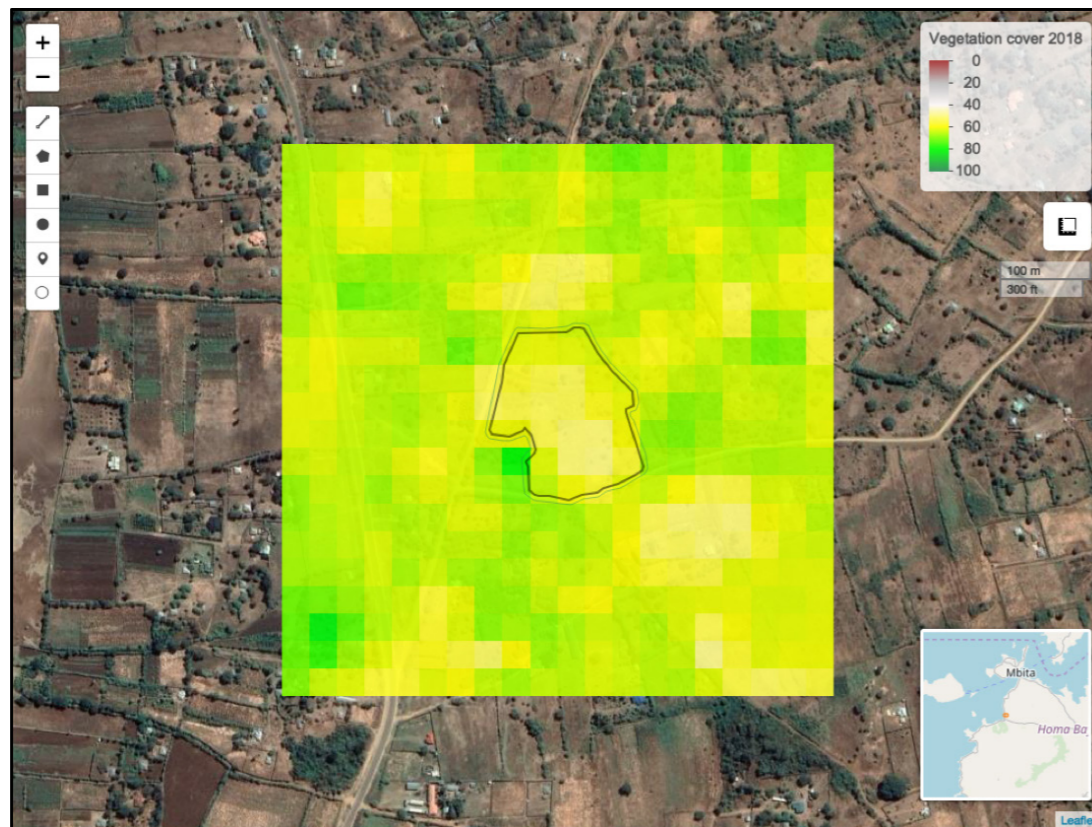 +
−
Vegetation cover 2018
0
20
40
60
80
100
100 m
300 ft
Mbita
Homa Ba
Leafle